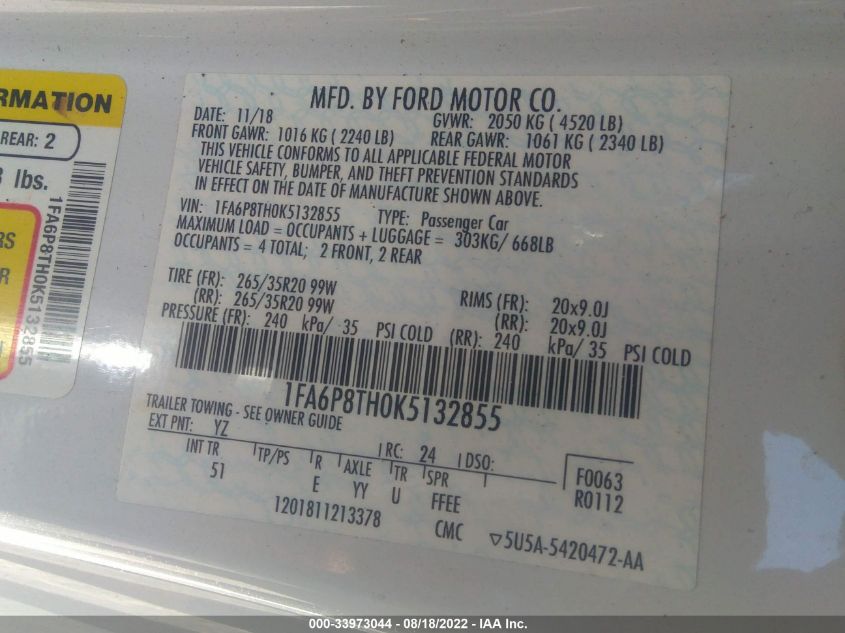 RMATION
REAR: 2
lbs.
RS
R
1FA6P8TH0K5132855
MFD. BY FORD MOTOR CO.
DATE: 11/18 GVWR: 2050 KG ( 4520 LB)
FRONT GAWR: 1016 KG ( 2240 LB) REAR GAWR: 1061 KG ( 2340 LB)
THIS VEHICLE CONFORMS TO ALL APPLICABLE FEDERAL MOTOR
VEHICLE SAFETY, BUMPER, AND THEFT PREVENTION STANDARDS
IN EFFECT ON THE DATE OF MANUFACTURE SHOWN ABOVE.
VIN: 1FA6P8TH0K5132855 TYPE: Passenger Car
MAXIMUM LOAD = OCCUPANTS + LUGGAGE = 303KG/ 668LB
OCCUPANTS = 4 TOTAL; 2 FRONT, 2 REAR
TIRE (FR): 265/35R20 99W RIMS (FR): 20x9.0J
(RR): 265/35R20 99W (RR): 20x9.0J
PRESSURE (FR): 240 kPa/ 35 PSI COLD (RR): 240 kPa/ 35 PSI COLD
1FA6P8TH0K5132855
TRAILER TOWING - SEE OWNER GUIDE
EXT PNT: YZ RC: 24 DSO:
INT TR TP/PS R AXLE TR SPR F0063
51 E YY U FFEE R0112
1201811213378 CMC ▽5U5A-5420472-AA
000-33973044 - 08/18/2022 - IAA Inc.